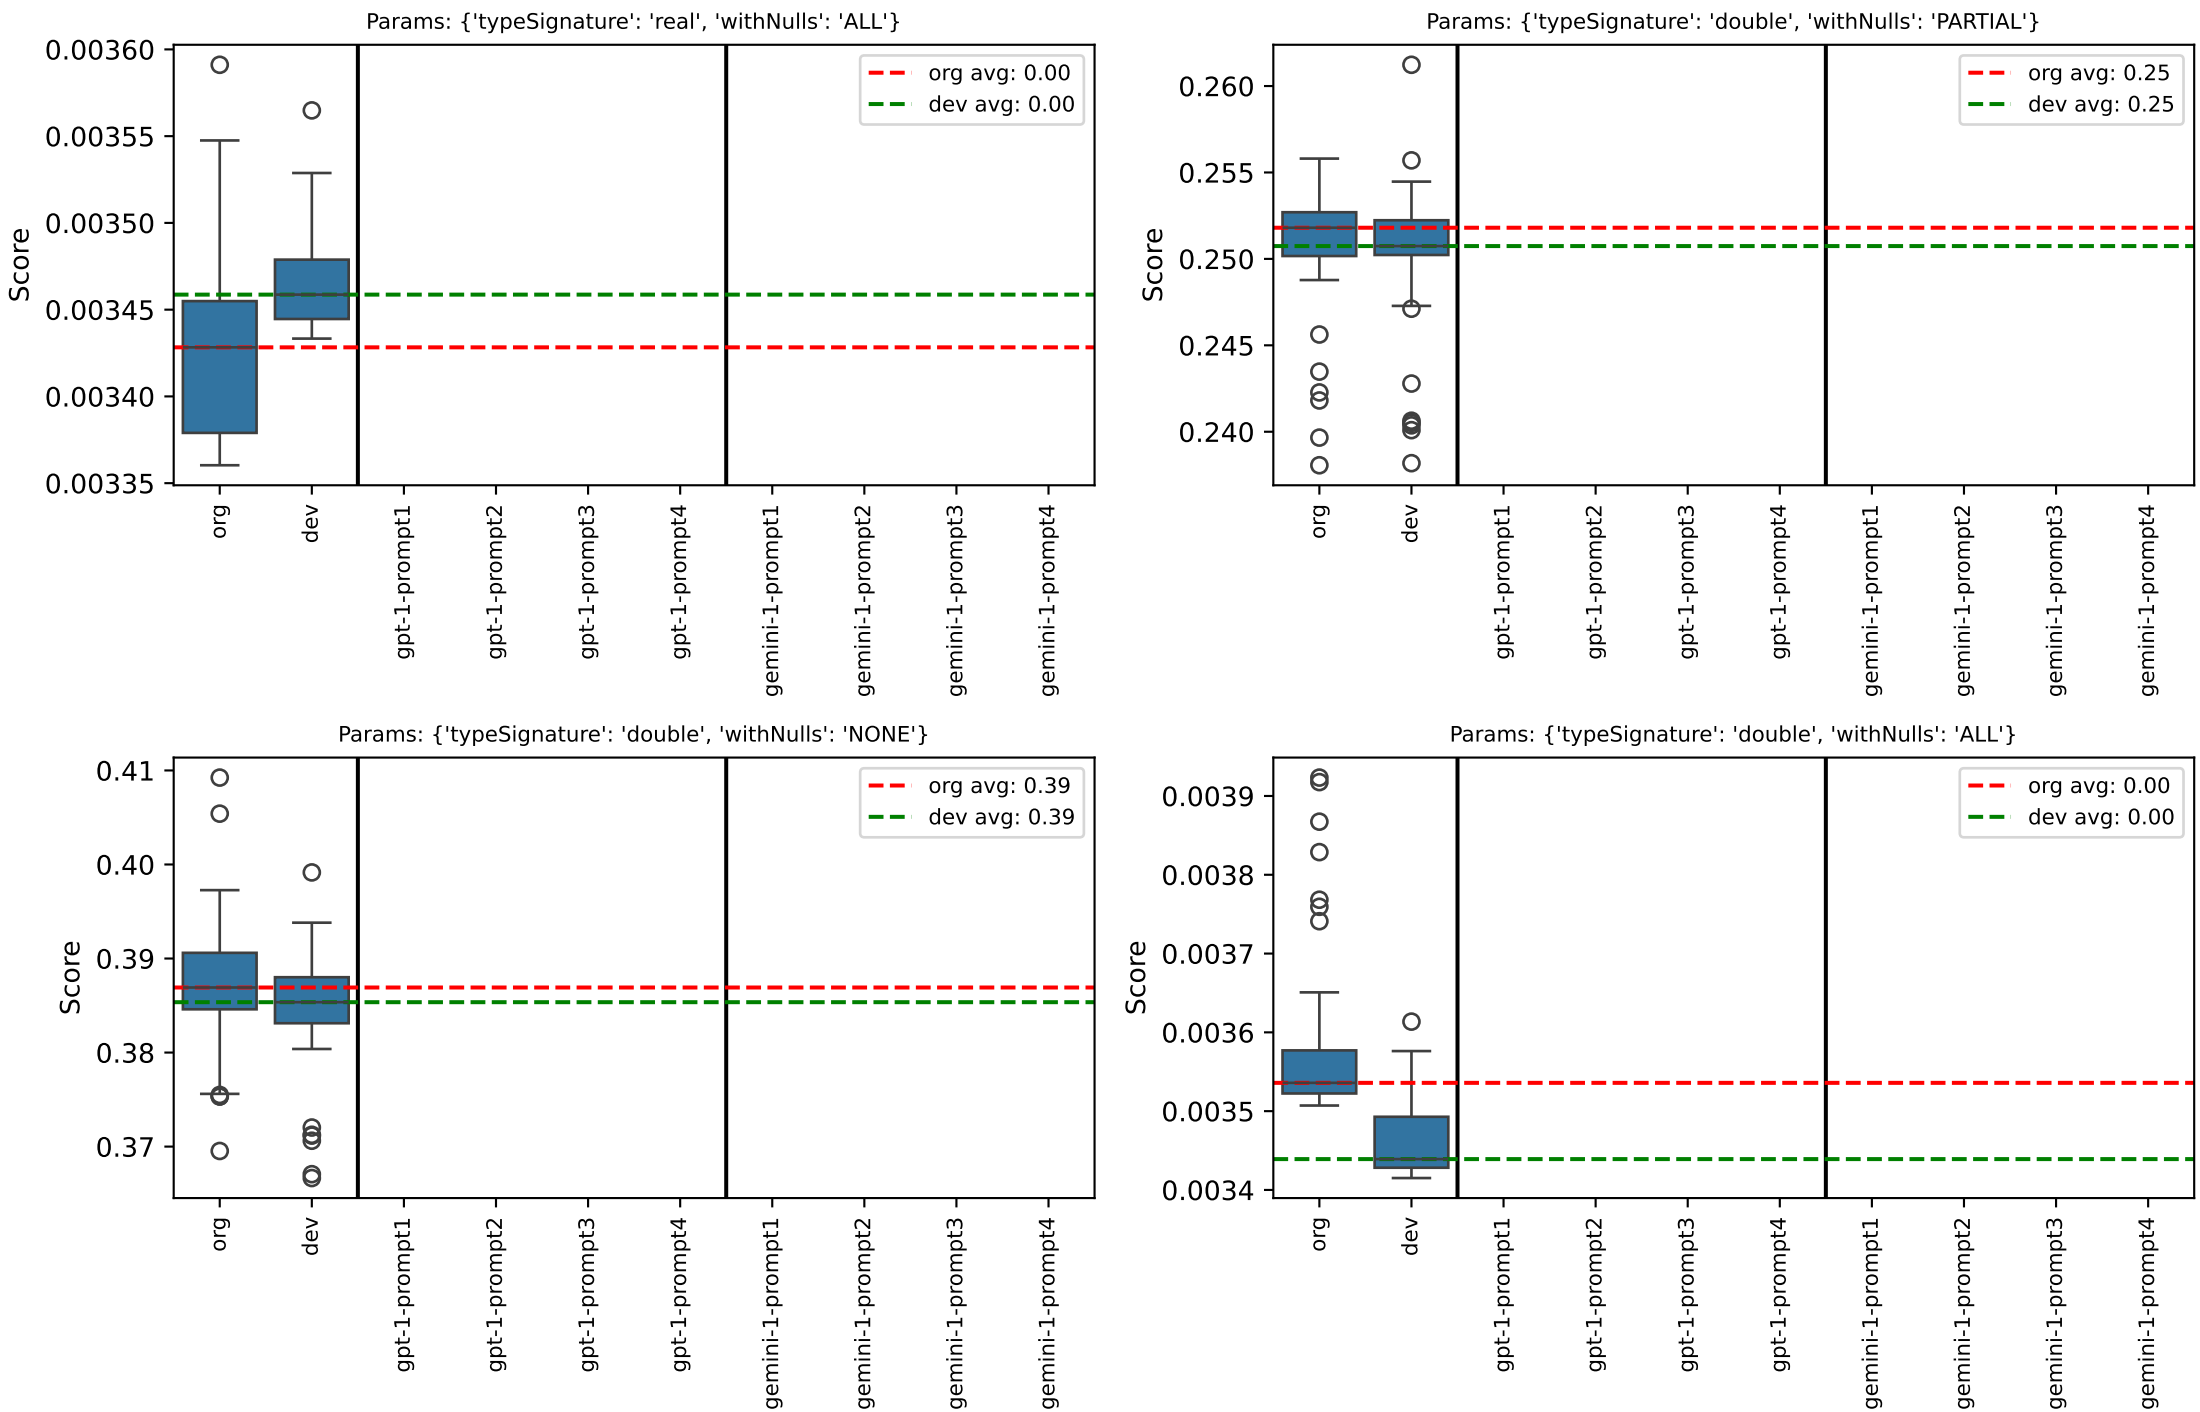 Params: {'typeSignature': 'real', 'withNulls': 'ALL'}
Score
0.00360
0.00355
0.00350
0.00345
0.00340
0.00335
org avg: 0.00
dev avg: 0.00
org
dev
gpt-1-prompt1
gpt-1-prompt2
gpt-1-prompt3
gpt-1-prompt4
gemini-1-prompt1
gemini-1-prompt2
gemini-1-prompt3
gemini-1-prompt4
Params: {'typeSignature': 'double', 'withNulls': 'PARTIAL'}
Score
0.260
0.255
0.250
0.245
0.240
org avg: 0.25
dev avg: 0.25
org
dev
gpt-1-prompt1
gpt-1-prompt2
gpt-1-prompt3
gpt-1-prompt4
gemini-1-prompt1
gemini-1-prompt2
gemini-1-prompt3
gemini-1-prompt4
Params: {'typeSignature': 'double', 'withNulls': 'NONE'}
Score
0.41
0.40
0.39
0.38
0.37
org avg: 0.39
dev avg: 0.39
org
dev
gpt-1-prompt1
gpt-1-prompt2
gpt-1-prompt3
gpt-1-prompt4
gemini-1-prompt1
gemini-1-prompt2
gemini-1-prompt3
gemini-1-prompt4
Params: {'typeSignature': 'double', 'withNulls': 'ALL'}
Score
0.0039
0.0038
0.0037
0.0036
0.0035
0.0034
org avg: 0.00
dev avg: 0.00
org
dev
gpt-1-prompt1
gpt-1-prompt2
gpt-1-prompt3
gpt-1-prompt4
gemini-1-prompt1
gemini-1-prompt2
gemini-1-prompt3
gemini-1-prompt4